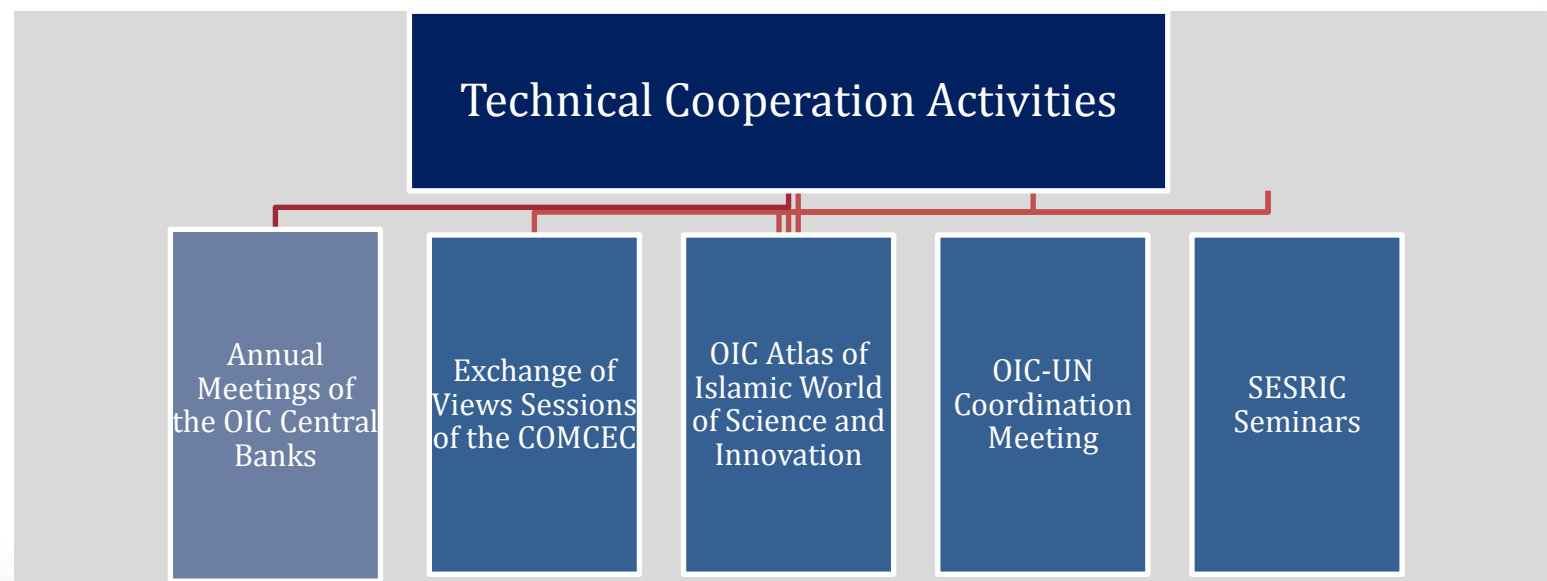 Technical Cooperation Activities
Annual
Meetings of
the OIC Central
Banks
Exchange of
Views Sessions
of the COMCEC
OIC Atlas of
Islamic World
of Science and
Innovation
OIC-UN
Coordination
Meeting
SESRIC
Seminars